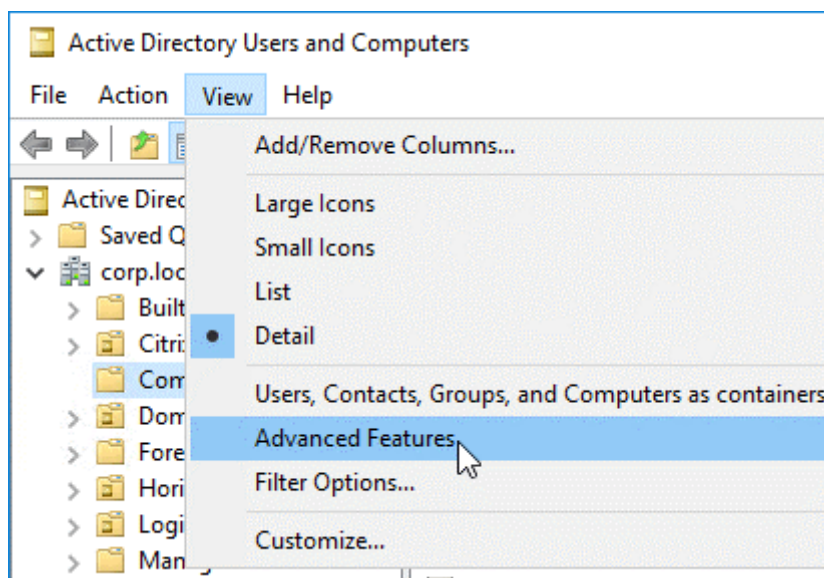 Active Directory Users and Computers
File Action View Help
Add/Remove Columns...
Active Direc
Large Icons
Saved Q
Small Icons
corp.loc
List
Built
Detail
Citri
Com
Users, Contacts, Groups, and Computers as containers
Dom
Advanced Features
Fore
Filter Options...
Hori
Logi
Customize...
Man